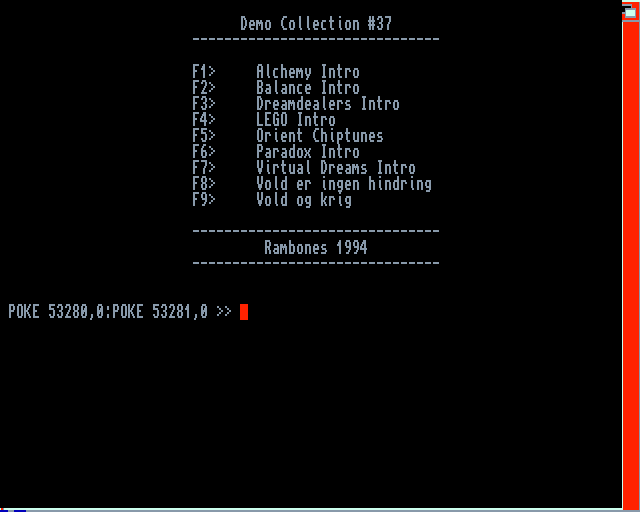 Demo Collection #37
-------------------------------
F1> Alchemy Intro
F2> Balance Intro
F3> Dreamdealers Intro
F4> LEGO Intro
F5> Orient Chiptunes
F6> Paradox Intro
F7> Virtual Dreams Intro
F8> Vold er ingen hindring
F9> Vold og krig
-------------------------------
Rambones 1994
-------------------------------
POKE 53280,0:POKE 53281,0 >>